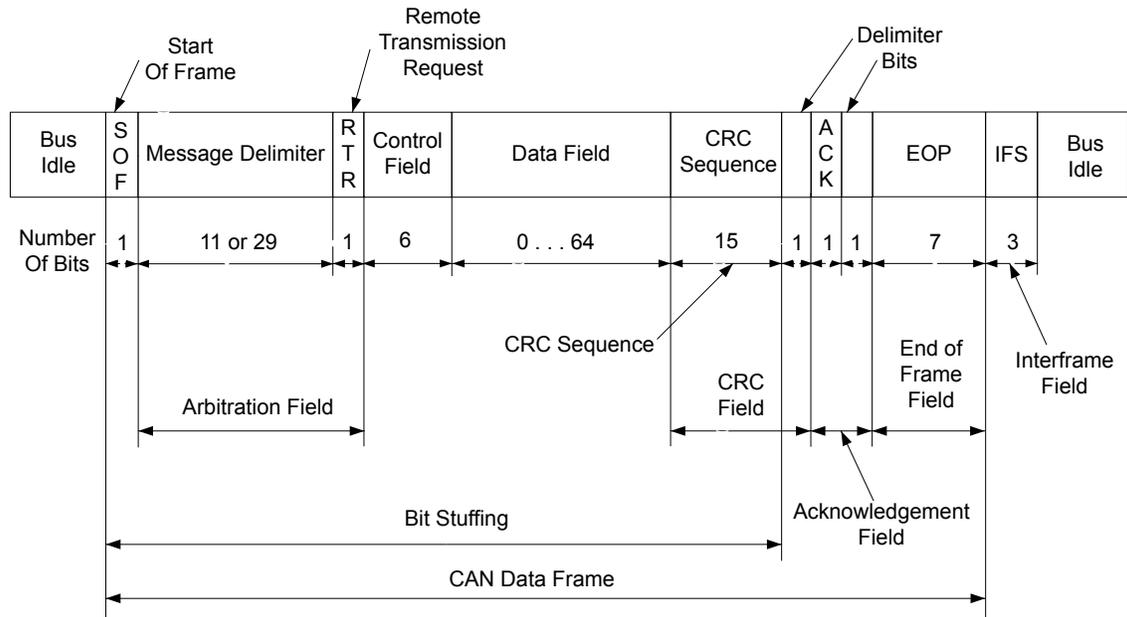 Start
Of Frame
Remote
Transmission
Request
Delimiter
Bits
Bus
Idle
S
O
F
Message Delimiter
R
T
R
Control
Field
Data Field
CRC
Sequence
A
C
K
EOP
IFS
Bus
Idle
Number
Of Bits
1
11 or 29
1
6
0 . . . 64
15
1
1
1
7
3
CRC Sequence
Arbitration Field
CRC
Field
End of
Frame
Field
Interframe
Field
Bit Stuffing
Acknowledgement
Field
CAN Data Frame